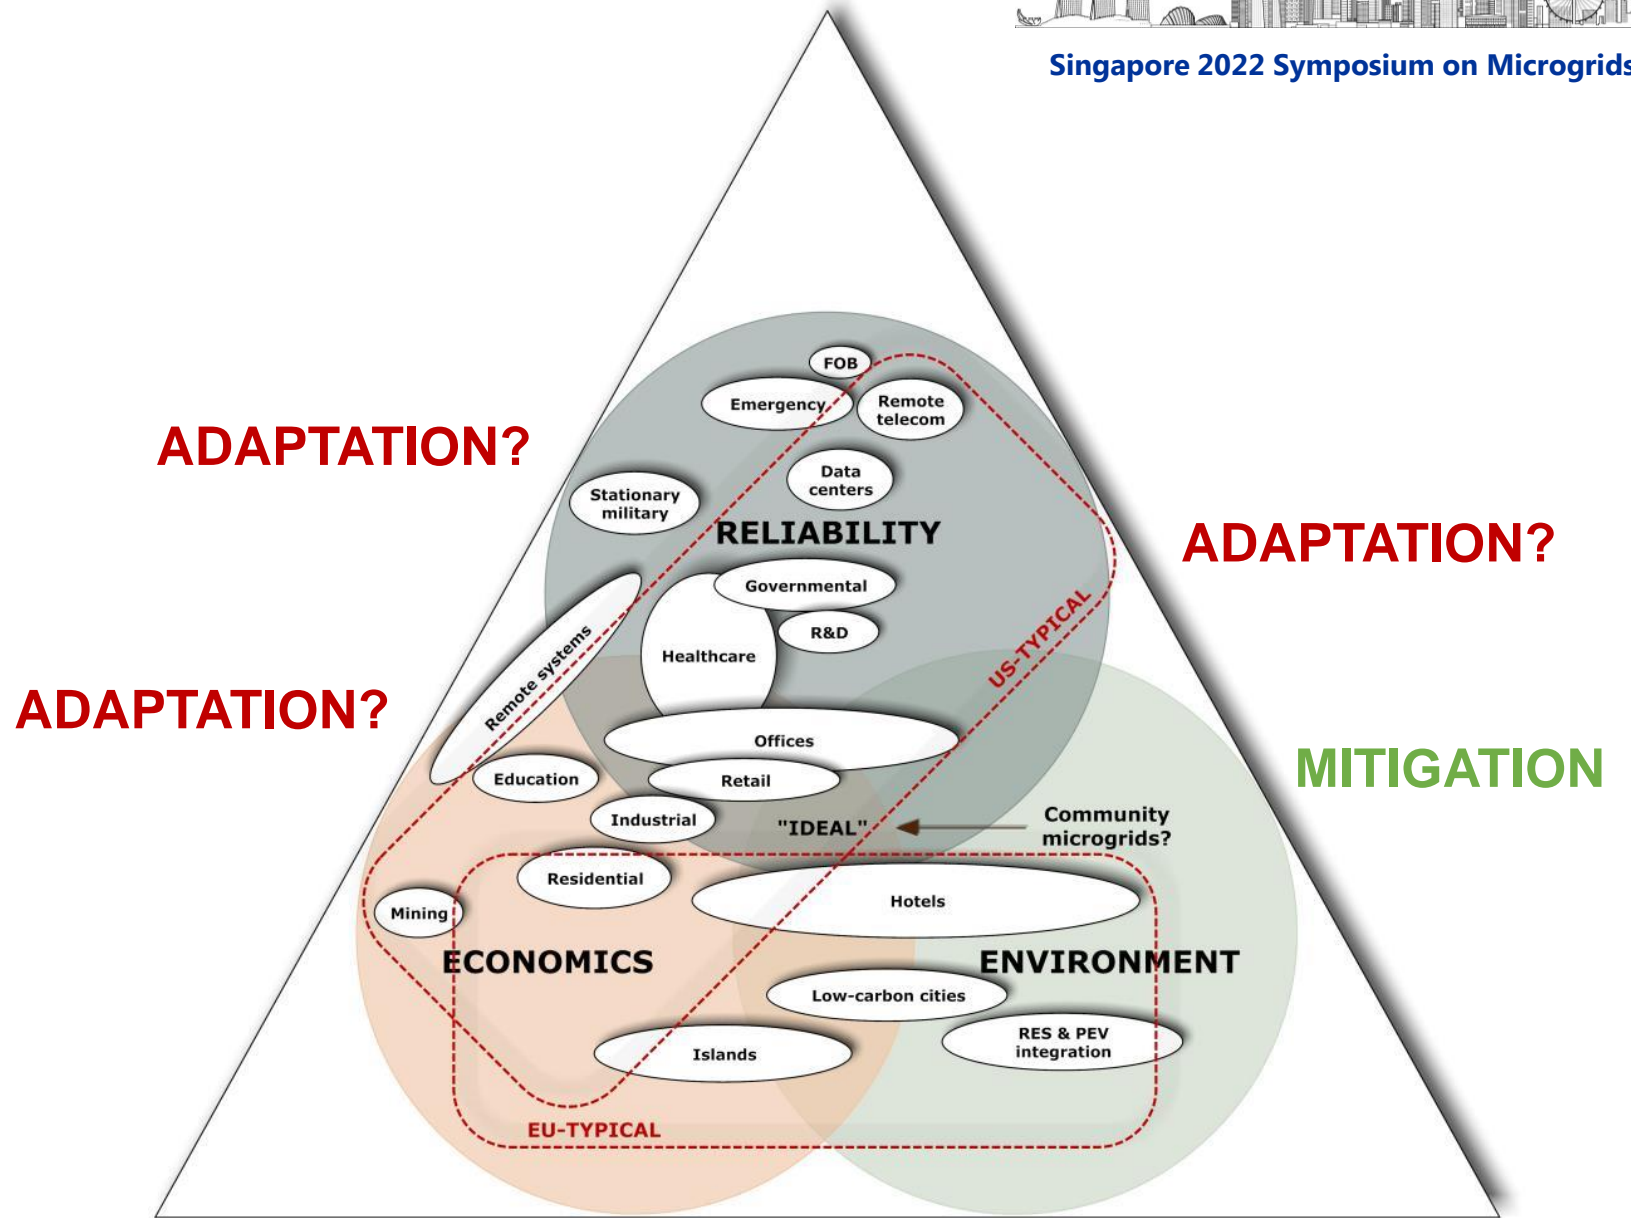 Singapore 2022 Symposium on Microgrids
FOB
Emergency
Remote
telecom
ADAPTATION?
Data
centers
Stationary
military
RELIABILITY
ADAPTATION?
Governmental
R&D
US-TYPICAL
Healthcare
Remote systems
ADAPTATION?
Offices
MITIGATION
Education
Retail
Industrial
"IDEAL"
Community
microgrids?
Residential
Hotels
Mining
ECONOMICS
ENVIRONMENT
Low-carbon cities
RES & PEV
integration
Islands
EU-TYPICAL